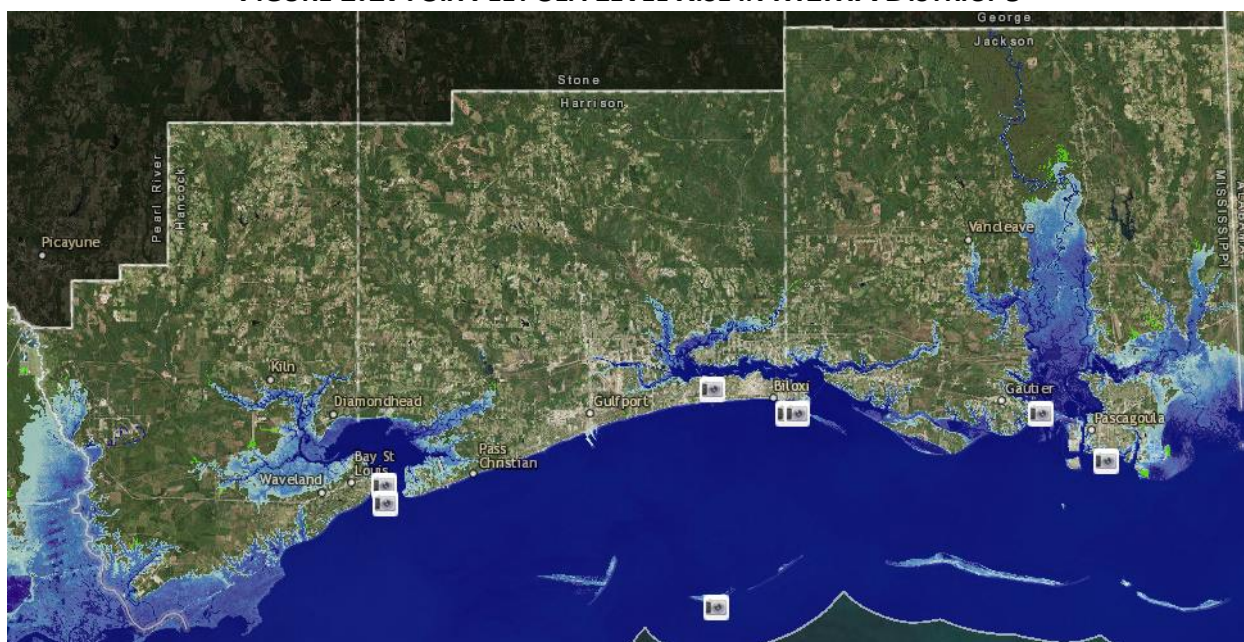 George
Jackson
Stone
Harrison
Pearl River
Hancock
MISSISSIPPI
ALABAMA
Picayune
Vancleave
Kiln
Diamondhead
Gulfport
Biloxi
Gautier
Pascagoula
Pass
Christian
Bay St
Louis
Waveland